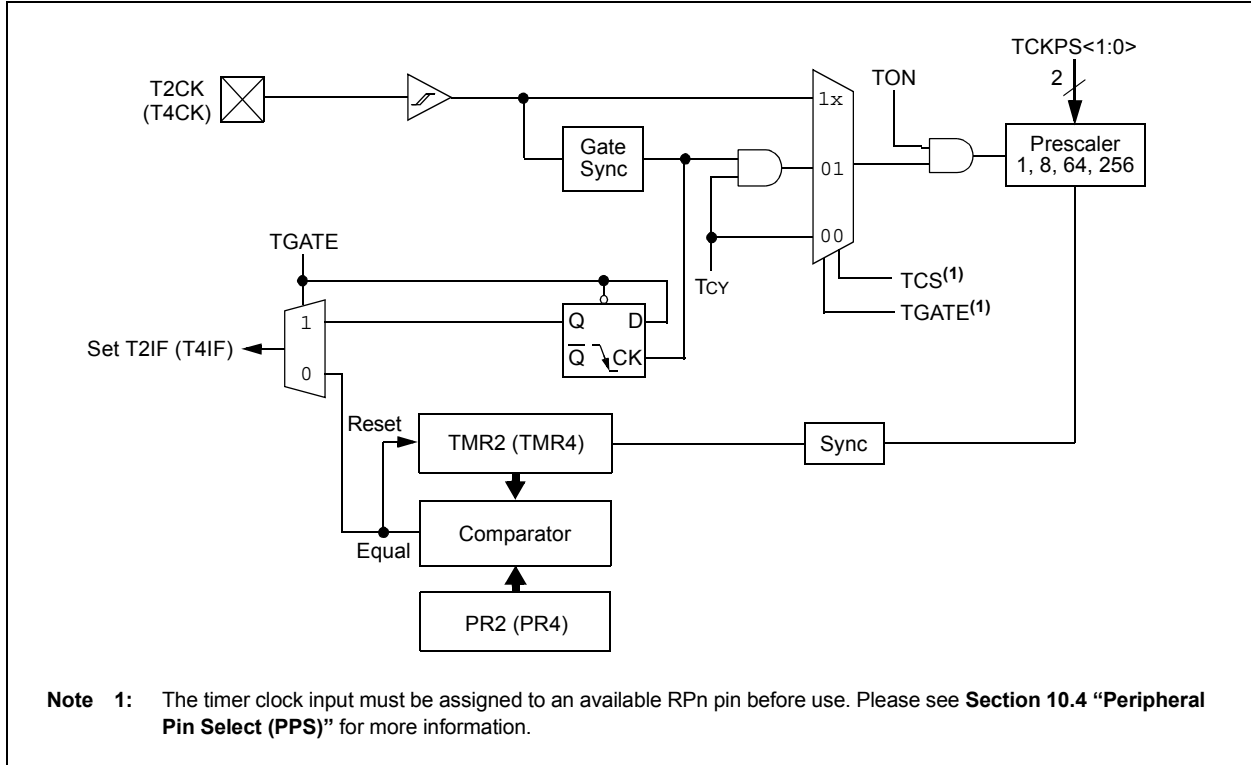 TCKPS<1:0>
2
T2CK
(T4CK)
TON
1x
Gate
Sync
01
Prescaler
1, 8, 64, 256
00
TGATE
TCY
TCS(1)
TGATE(1)
1
Q D
Set T2IF (T4IF)
Q CK
0
Reset
TMR2 (TMR4)
Sync
Comparator
Equal
PR2 (PR4)
Note 1: The timer clock input must be assigned to an available RPn pin before use. Please see Section 10.4 “Peripheral
Pin Select (PPS)” for more information.